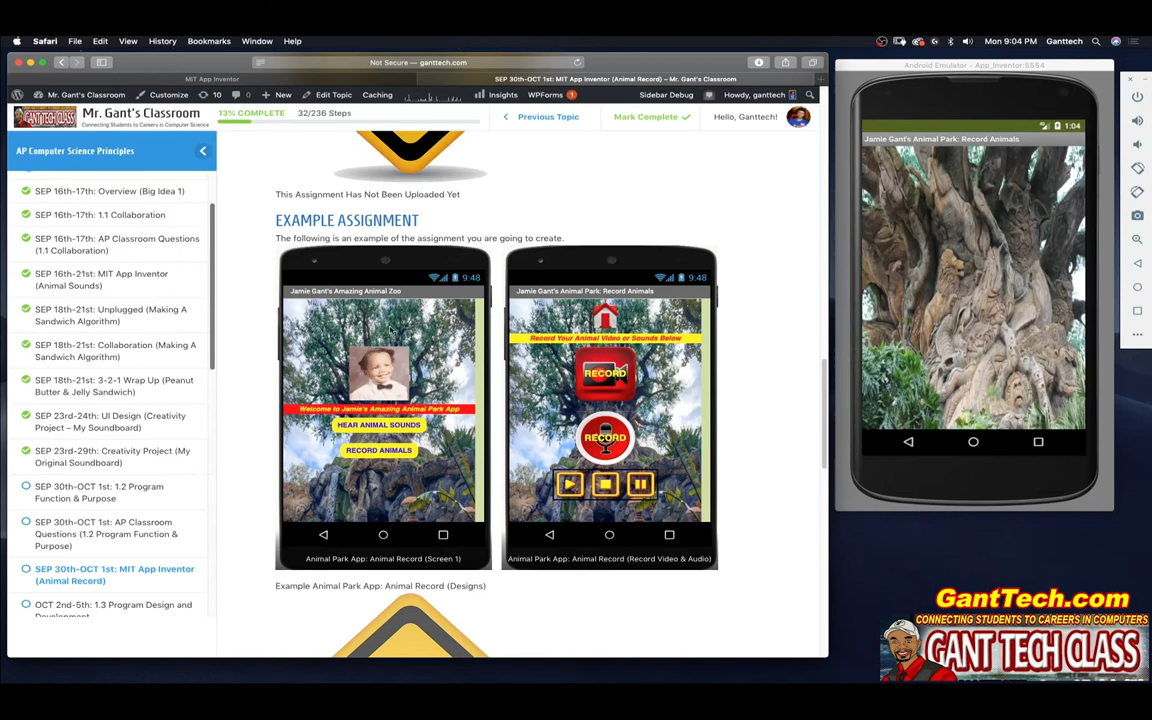 Safari File Edit View History Bookmarks Window Help
Mon 9:04 PM Ganttech
Not Secure — ganttech.com
MIT App Inventor
SEP 30th-OCT 1st: MIT App Inventor (Animal Record) – Mr. Gant's Classroom
Mr. Gant's Classroom Customize 10 0 New Edit Topic Caching Insights WPForms 1 Sidebar Debug Howdy, ganttech
GANT TECH CLASS
Mr. Gant's Classroom
Connecting Students to Careers in Computer Science
13% COMPLETE 32/236 Steps
Previous Topic
Mark Complete
Hello, Ganttech!
AP Computer Science Principles
SEP 16th-17th: Overview (Big Idea 1)
SEP 16th-17th: 1.1 Collaboration
SEP 16th-17th: AP Classroom Questions
(1.1 Collaboration)
SEP 16th-21st: MIT App Inventor
(Animal Sounds)
SEP 18th-21st: Unplugged (Making A
Sandwich Algorithm)
SEP 18th-21st: Collaboration (Making A
Sandwich Algorithm)
SEP 18th-21st: 3-2-1 Wrap Up (Peanut
Butter & Jelly Sandwich)
SEP 23rd-24th: UI Design (Creativity
Project – My Soundboard)
SEP 23rd-29th: Creativity Project (My
Original Soundboard)
SEP 30th-OCT 1st: 1.2 Program
Function & Purpose
SEP 30th-OCT 1st: AP Classroom
Questions (1.2 Program Function &
Purpose)
SEP 30th-OCT 1st: MIT App Inventor
(Animal Record)
OCT 2nd-5th: 1.3 Program Design and
Development
This Assignment Has Not Been Uploaded Yet
EXAMPLE ASSIGNMENT
The following is an example of the assignment you are going to create.
9:48
Jamie Gant's Amazing Animal Zoo
Welcome to Jamie's Amazing Animal Park App
HEAR ANIMAL SOUNDS
RECORD ANIMALS
Animal Park App: Animal Record (Screen 1)
9:48
Jamie Gant's Animal Park: Record Animals
Record Your Animal Video or Sounds Below
RECORD
RECORD
Animal Park App: Animal Record (Record Video & Audio)
Example Animal Park App: Animal Record (Designs)
Android Emulator - App_Inventor:5554
1:04
Jamie Gant's Animal Park: Record Animals
GantTech.com
CONNECTING STUDENTS TO CAREERS IN COMPUTERS
GANT TECH CLASS